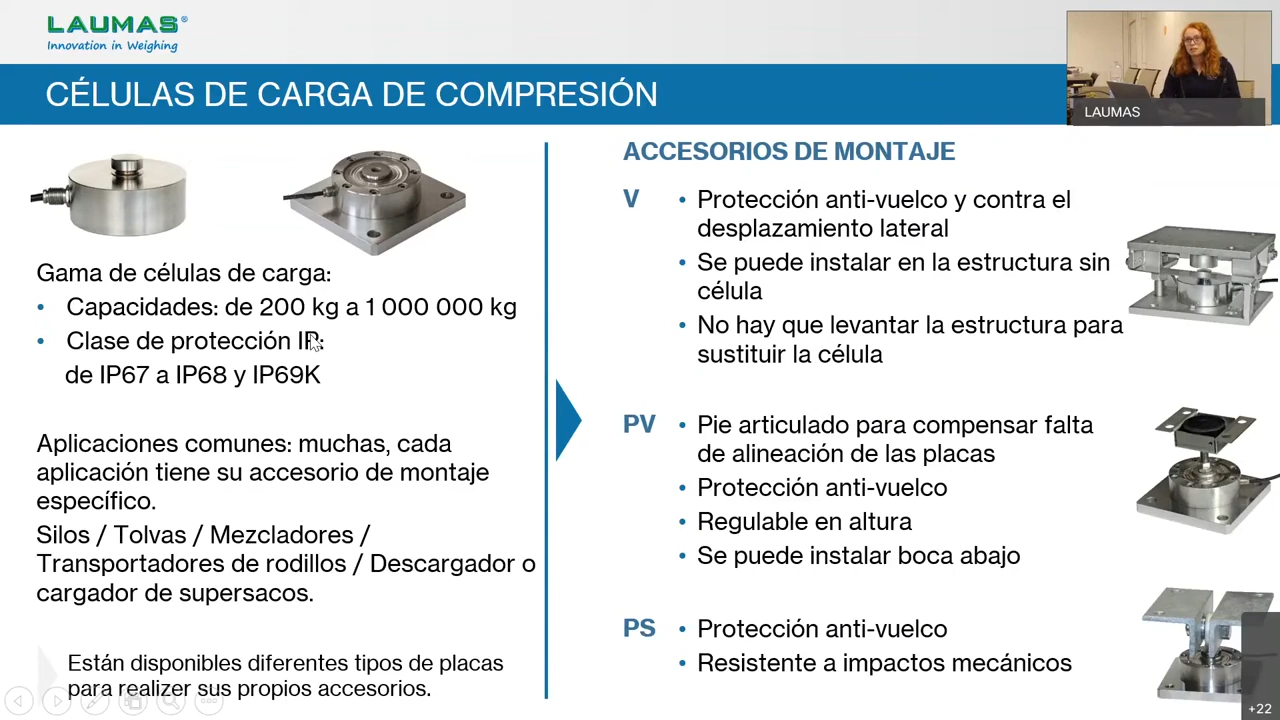 LAUMAS®
Innovation in Weighing
CÉLULAS DE CARGA DE COMPRESIÓN
LAUMAS
Gama de células de carga:
• Capacidades: de 200 kg a 1 000 000 kg
• Clase de protección IP:
de IP67 a IP68 y IP69K
Aplicaciones comunes: muchas, cada
aplicación tiene su accesorio de montaje
específico.
Silos / Tolvas / Mezcladores /
Transportadores de rodillos / Descargador o
cargador de supersacos.
Están disponibles diferentes tipos de placas
para realizer sus propios accesorios.
ACCESORIOS DE MONTAJE
V • Protección anti-vuelco y contra el
desplazamiento lateral
• Se puede instalar en la estructura sin
célula
• No hay que levantar la estructura para
sustituir la célula
PV • Pie articulado para compensar falta
de alineación de las placas
• Protección anti-vuelco
• Regulable en altura
• Se puede instalar boca abajo
PS • Protección anti-vuelco
• Resistente a impactos mecánicos
+22